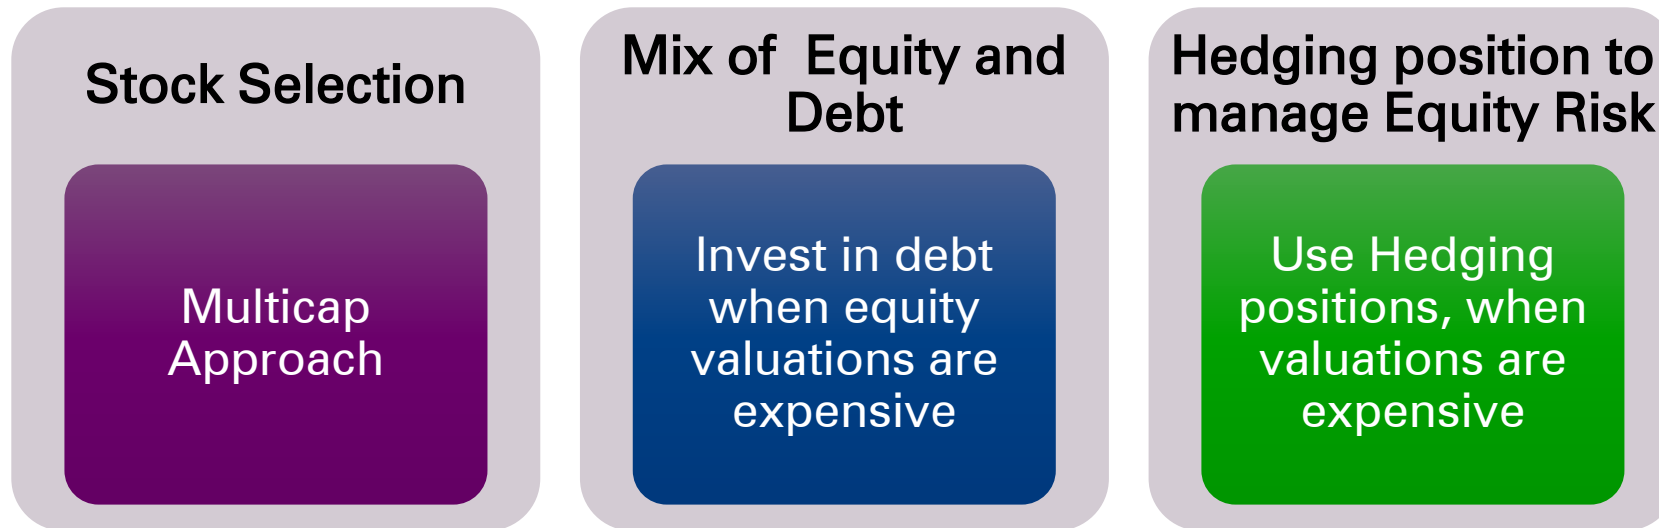 Stock Selection
Multicap
Approach
Mix of  Equity and
Debt
Invest in debt
when equity
valuations are
expensive
Hedging position to
manage Equity Risk
Use Hedging
positions, when
valuations are
expensive